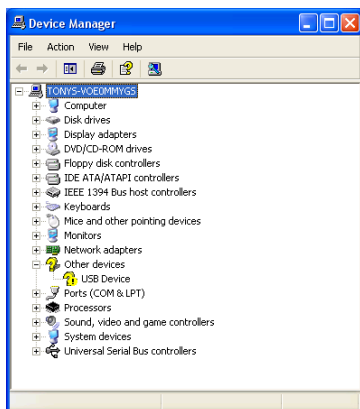 Device Manager
File Action View Help
TONYS-VOE0MMYG5
Computer
Disk drives
Display adapters
DVD/CD-ROM drives
Floppy disk controllers
IDE ATA/ATAPI controllers
IEEE 1394 Bus host controllers
Keyboards
Mice and other pointing devices
Monitors
Network adapters
Other devices
USB Device
Ports (COM & LPT)
Processors
Sound, video and game controllers
System devices
Universal Serial Bus controllers